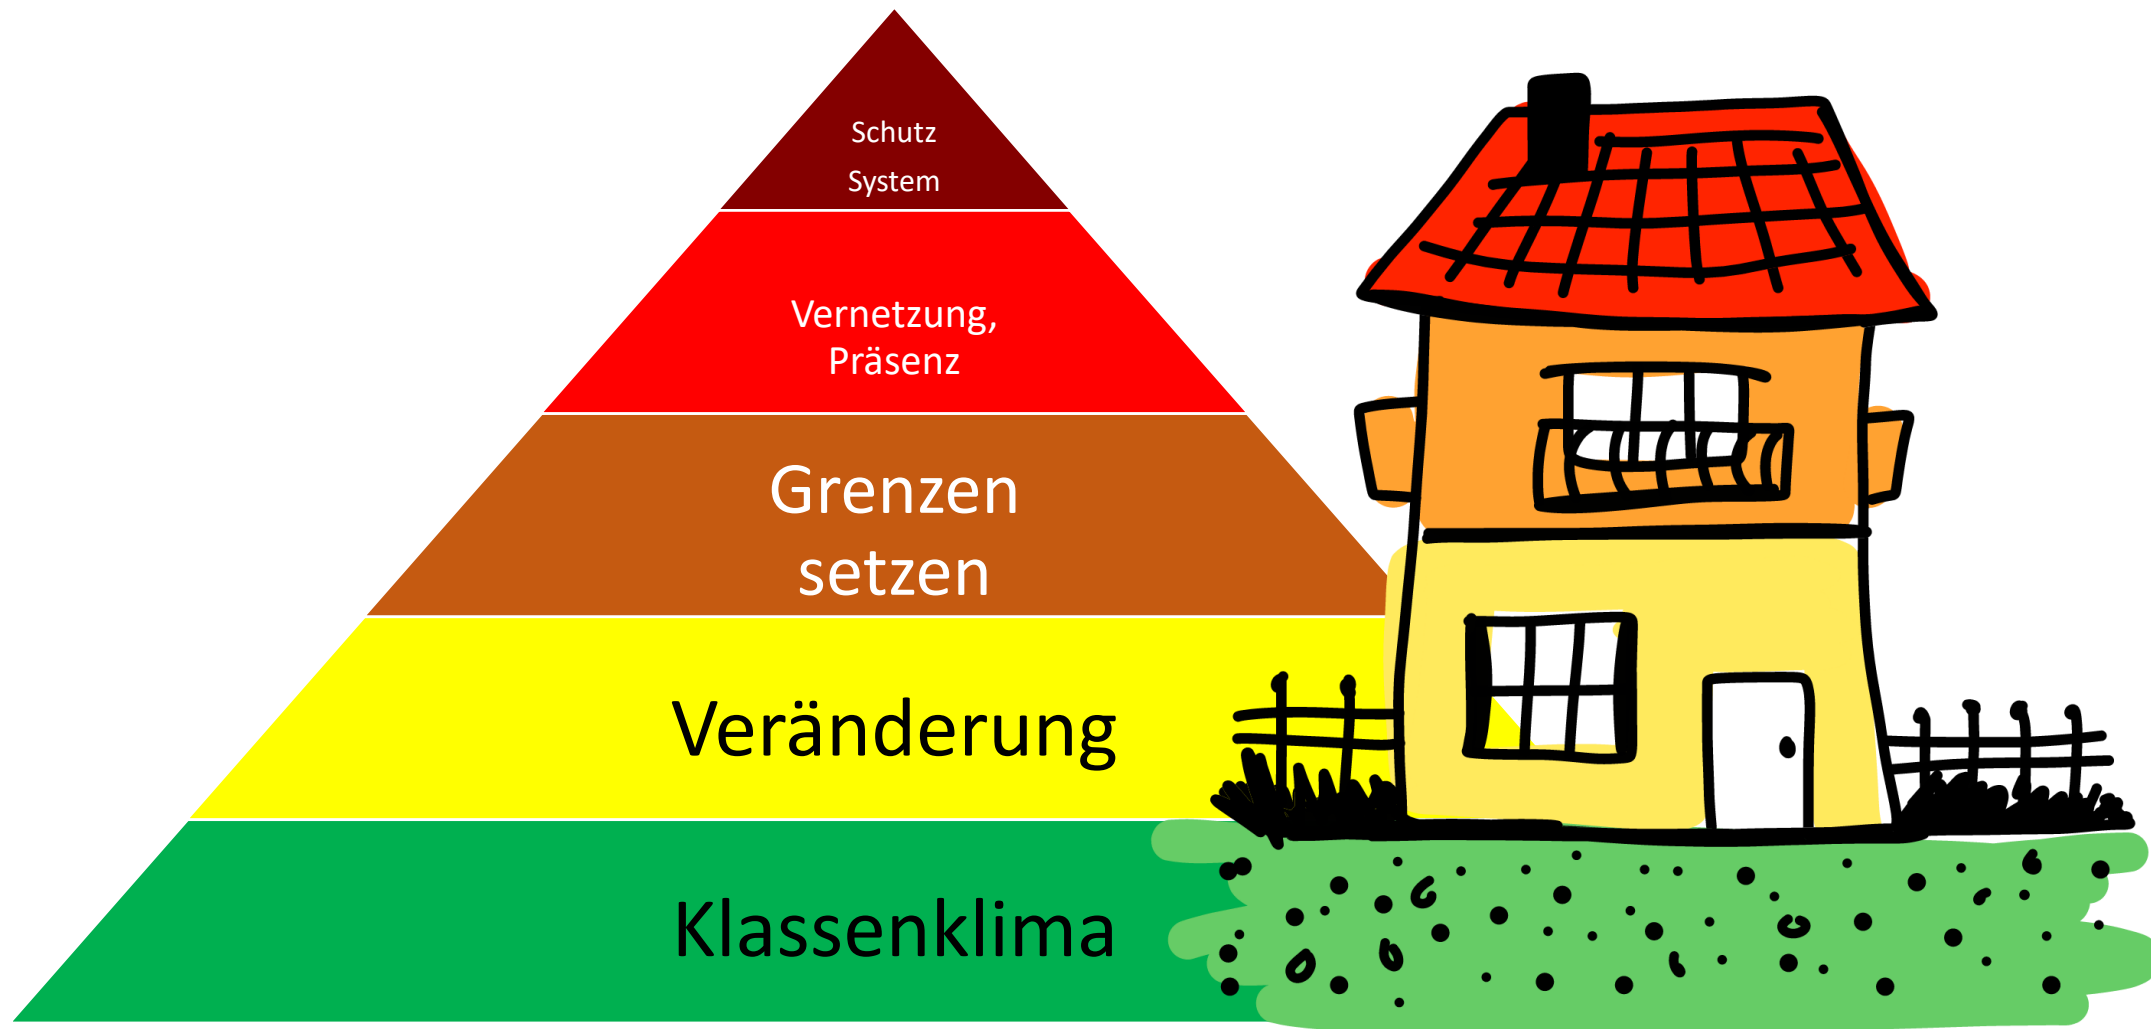 Schutz
System
Vernetzung,
Präsenz
Grenzen
setzen
Veränderung
Klassenklima